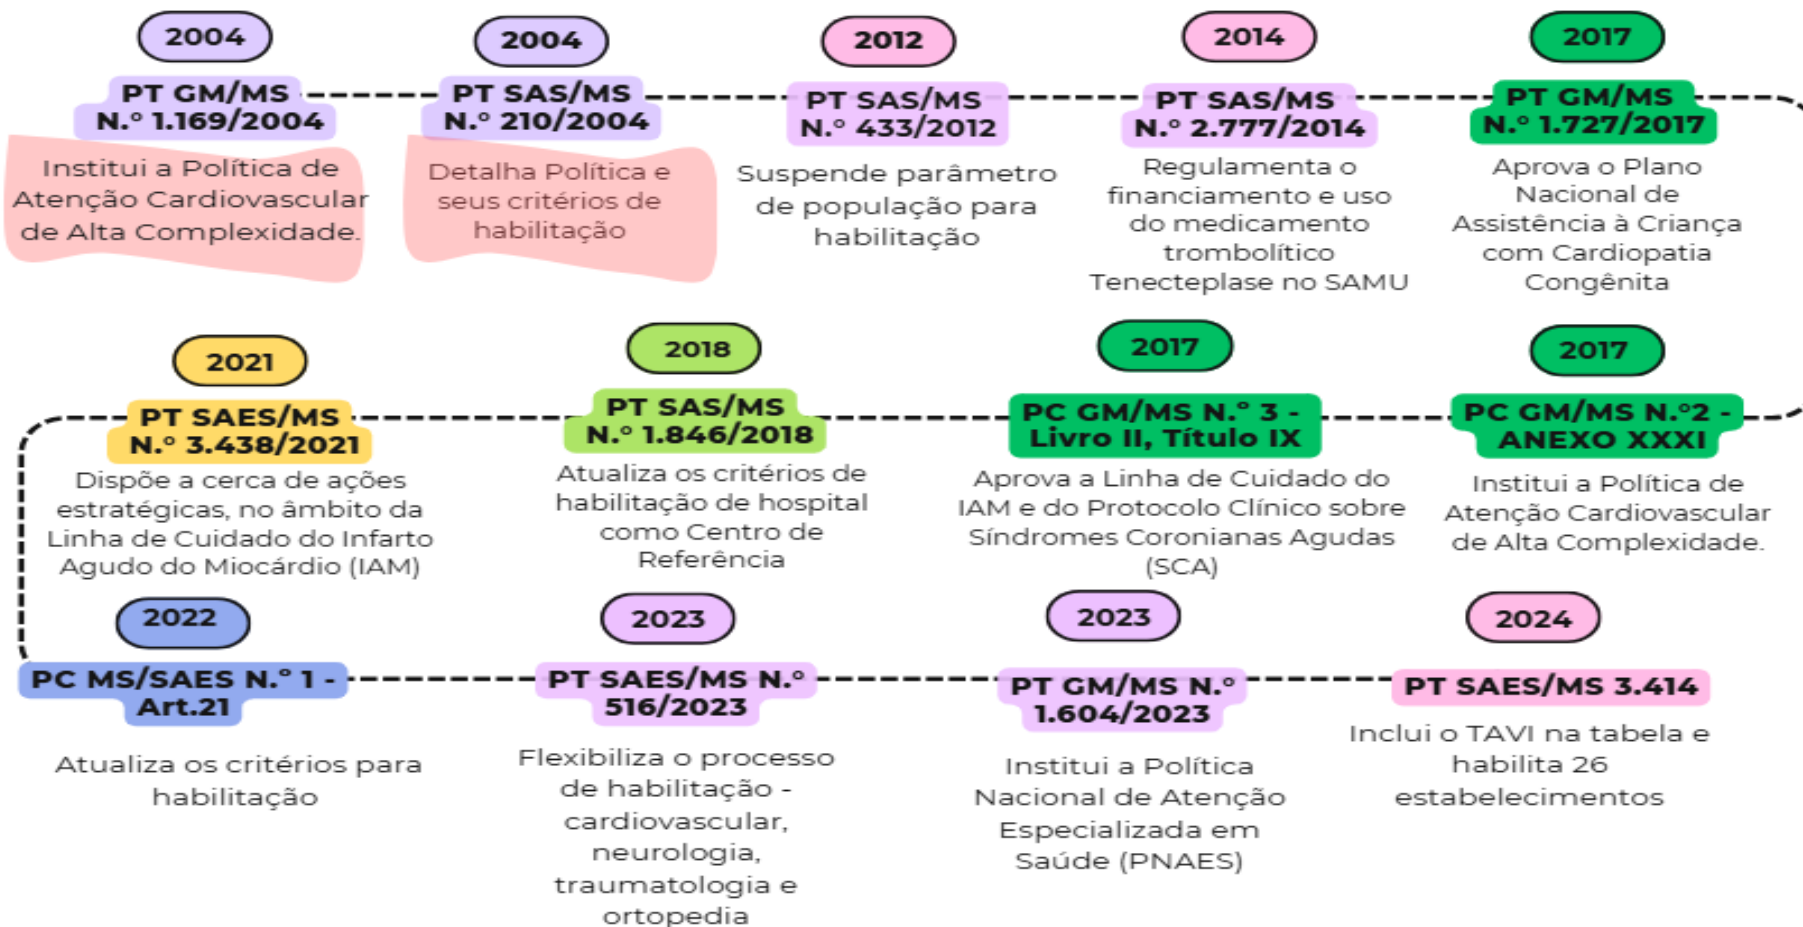 2004
PT GM/MS
N.º 1.169/2004
Institui a Política de
Atenção Cardiovascular
de Alta Complexidade.
2004
PT SAS/MS
N.º 210/2004
Detalha Política e
seus critérios de
habilitação
2012
PT SAS/MS
N.º 433/2012
Suspende parâmetro
de população para
habilitação
2014
PT SAS/MS
N.º 2.777/2014
Regulamenta o
financiamento e uso
do medicamento
trombolítico
Tenecteplase no SAMU
2017
PT GM/MS
N.º 1.727/2017
Aprova o Plano
Nacional de
Assistência à Criança
com Cardiopatia
Congênita
2017
PC GM/MS N.º2 -
ANEXO XXXI
Institui a Política de
Atenção Cardiovascular
de Alta Complexidade.
2017
PC GM/MS N.º 3 -
Livro II, Título IX
Aprova a Linha de Cuidado do
IAM e do Protocolo Clínico sobre
Síndromes Coronianas Agudas
(SCA)
2018
PT SAS/MS
N.º 1.846/2018
Atualiza os critérios de
habilitação de hospital
como Centro de
Referência
2021
PT SAES/MS
N.º 3.438/2021
Dispõe a cerca de ações
estratégicas, no âmbito da
Linha de Cuidado do Infarto
Agudo do Miocárdio (IAM)
2022
PC MS/SAES N.º 1 -
Art.21
Atualiza os critérios para
habilitação
2023
PT SAES/MS N.º
516/2023
Flexibiliza o processo
de habilitação -
cardiovascular,
neurologia,
traumatologia e
ortopedia
2023
PT GM/MS N.º
1.604/2023
Institui a Política
Nacional de Atenção
Especializada em
Saúde (PNAES)
2024
PT SAES/MS 3.414
Inclui o TAVI na tabela e
habilita 26
estabelecimentos